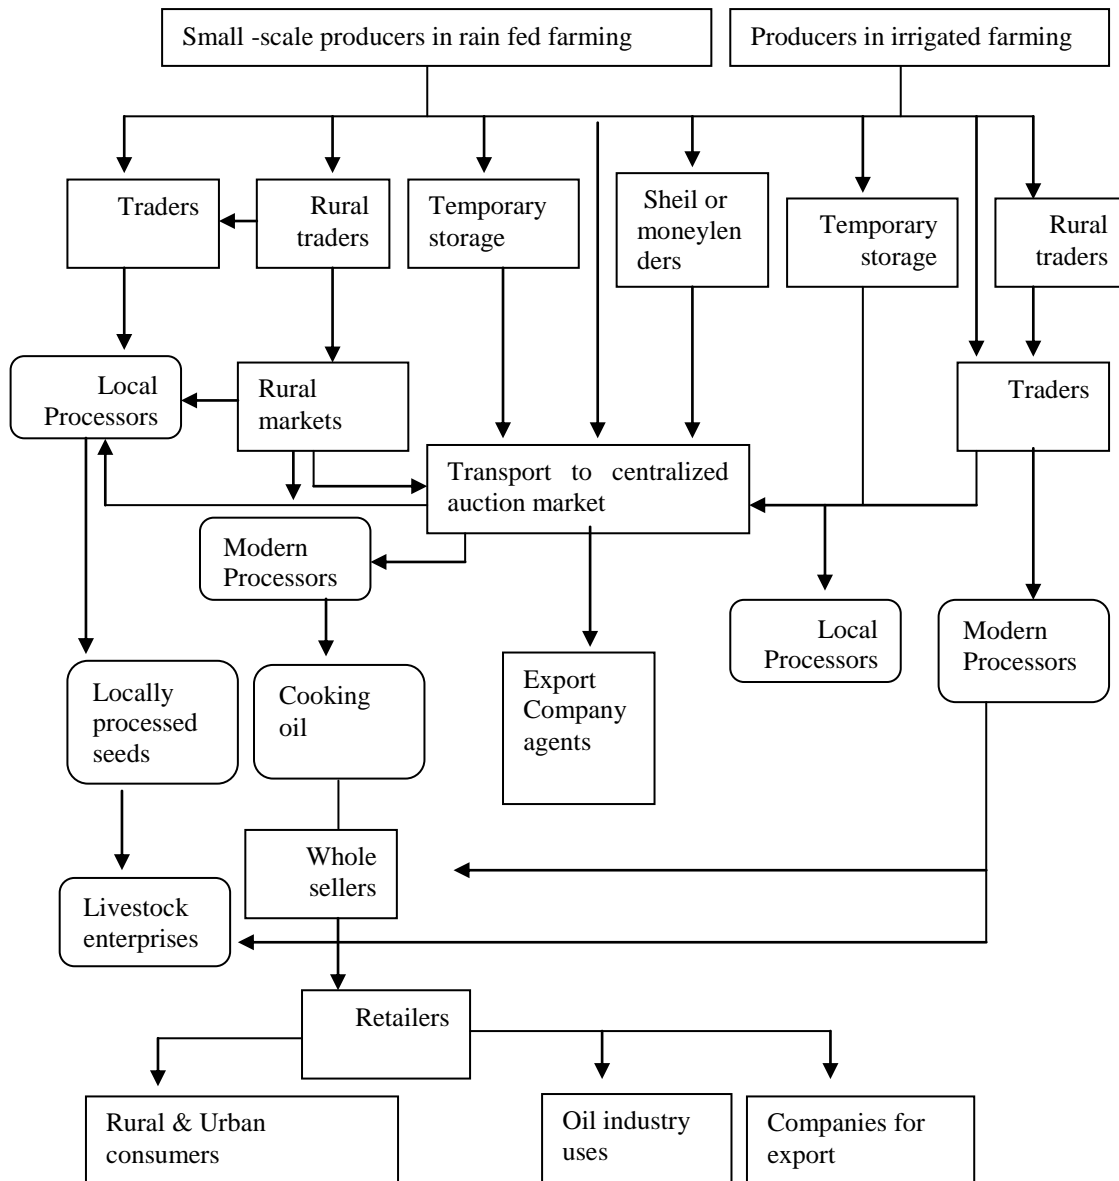 Small -scale producers in rain fed farming
Producers in irrigated farming
Traders
Rural
traders
Temporary
storage
Sheil or
moneylen
ders
Temporary
storage
Rural
traders
Local
Processors
Rural
markets
Traders
Transport to centralized
auction market
Modern
Processors
Local
Processors
Modern
Processors
Locally
processed
seeds
Cooking
oil
Export
Company
agents
Whole
sellers
Livestock
enterprises
Retailers
Rural & Urban
consumers
Oil industry
uses
Companies for
export